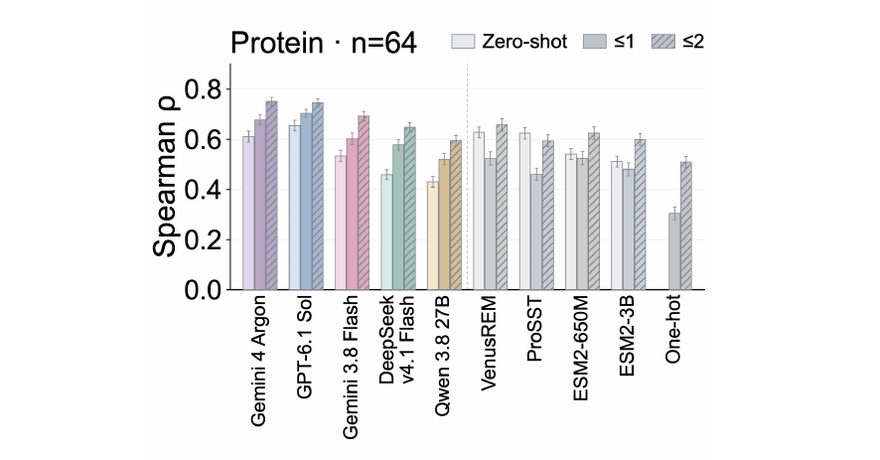 Protein · n=64
Zero-shot
≤1
≤2
Spearman ρ
0.8
0.6
0.4
0.2
0.0
Gemini 4 Argon
GPT-6.1 Sol
Gemini 3.8 Flash
DeepSeek
v4.1 Flash
Qwen 3.8 27B
VenusREM
ProSST
ESM2-650M
ESM2-3B
One-hot